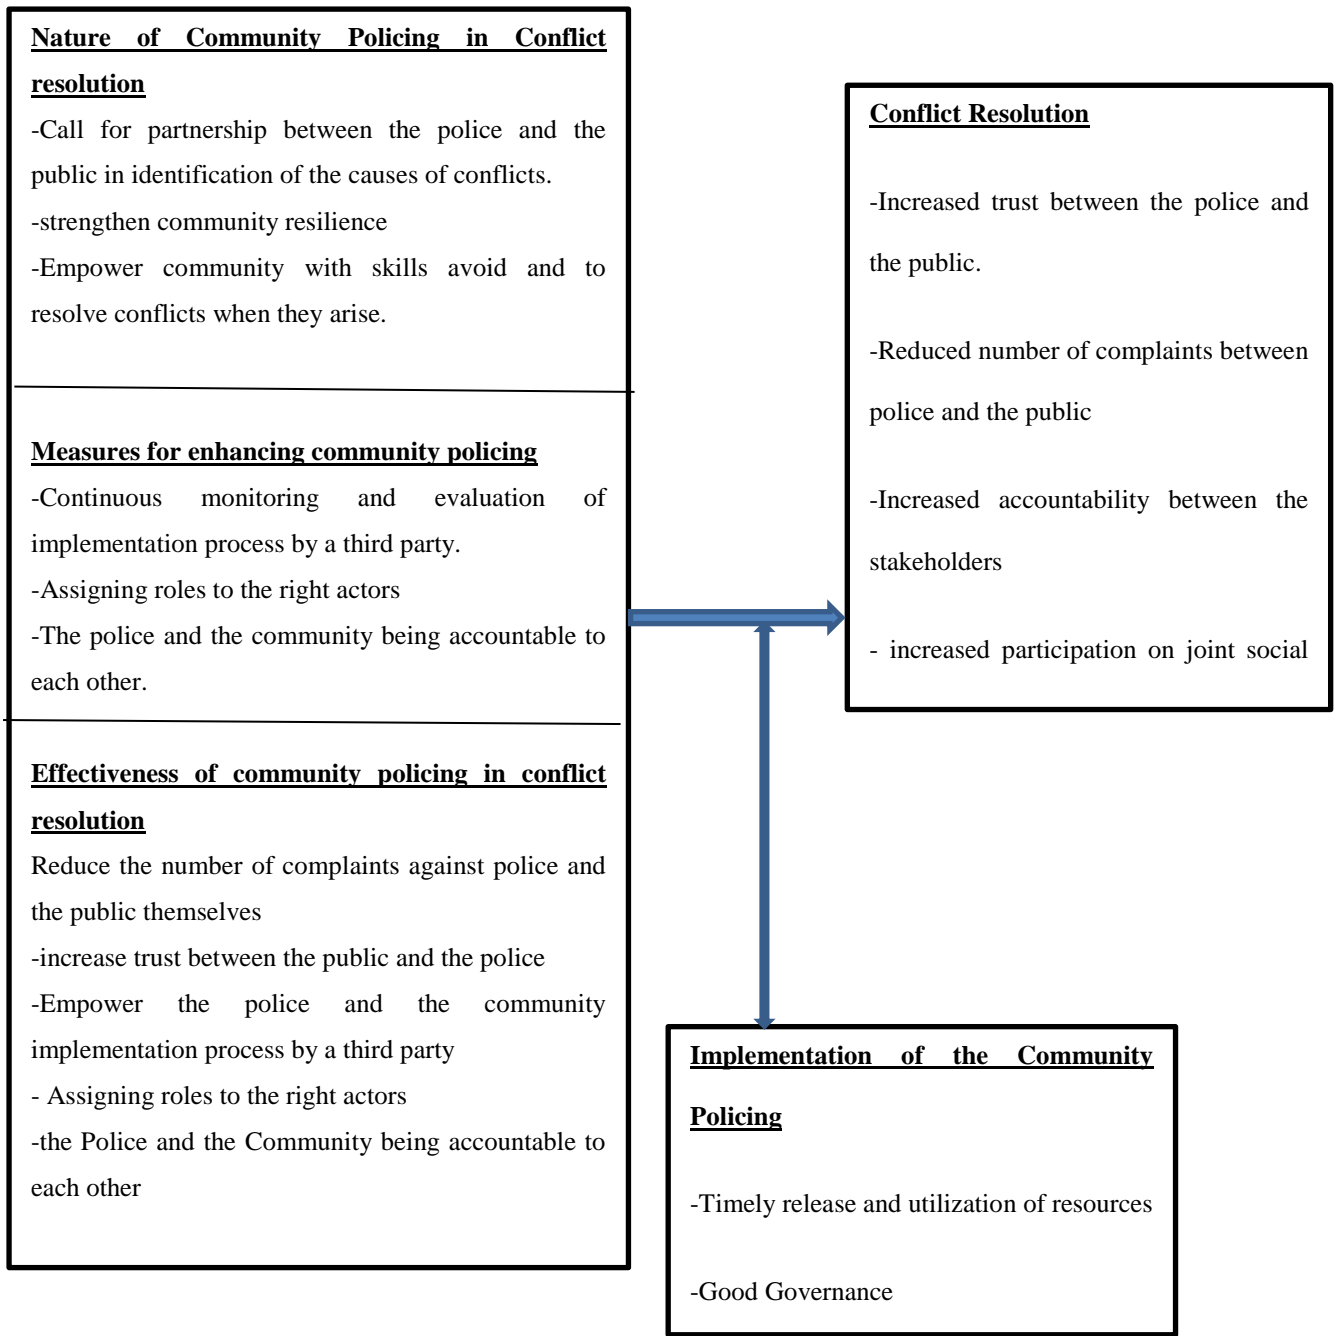 Nature of Community Policing in Conflict
resolution
-Call for partnership between the police and the
public in identification of the causes of conflicts.
-strengthen community resilience
-Empower community with skills avoid and to
resolve conflicts when they arise.
Measures for enhancing community policing
-Continuous monitoring and evaluation of
implementation process by a third party.
-Assigning roles to the right actors
-The police and the community being accountable to
each other.
Effectiveness of community policing in conflict
resolution
Reduce the number of complaints against police and
the public themselves
-increase trust between the public and the police
-Empower the police and the community
implementation process by a third party
- Assigning roles to the right actors
-the Police and the Community being accountable to
each other
Conflict Resolution
-Increased trust between the police and
the public.
-Reduced number of complaints between
police and the public
-Increased accountability between the
stakeholders
- increased participation on joint social
Implementation of the Community
Policing
-Timely release and utilization of resources
-Good Governance